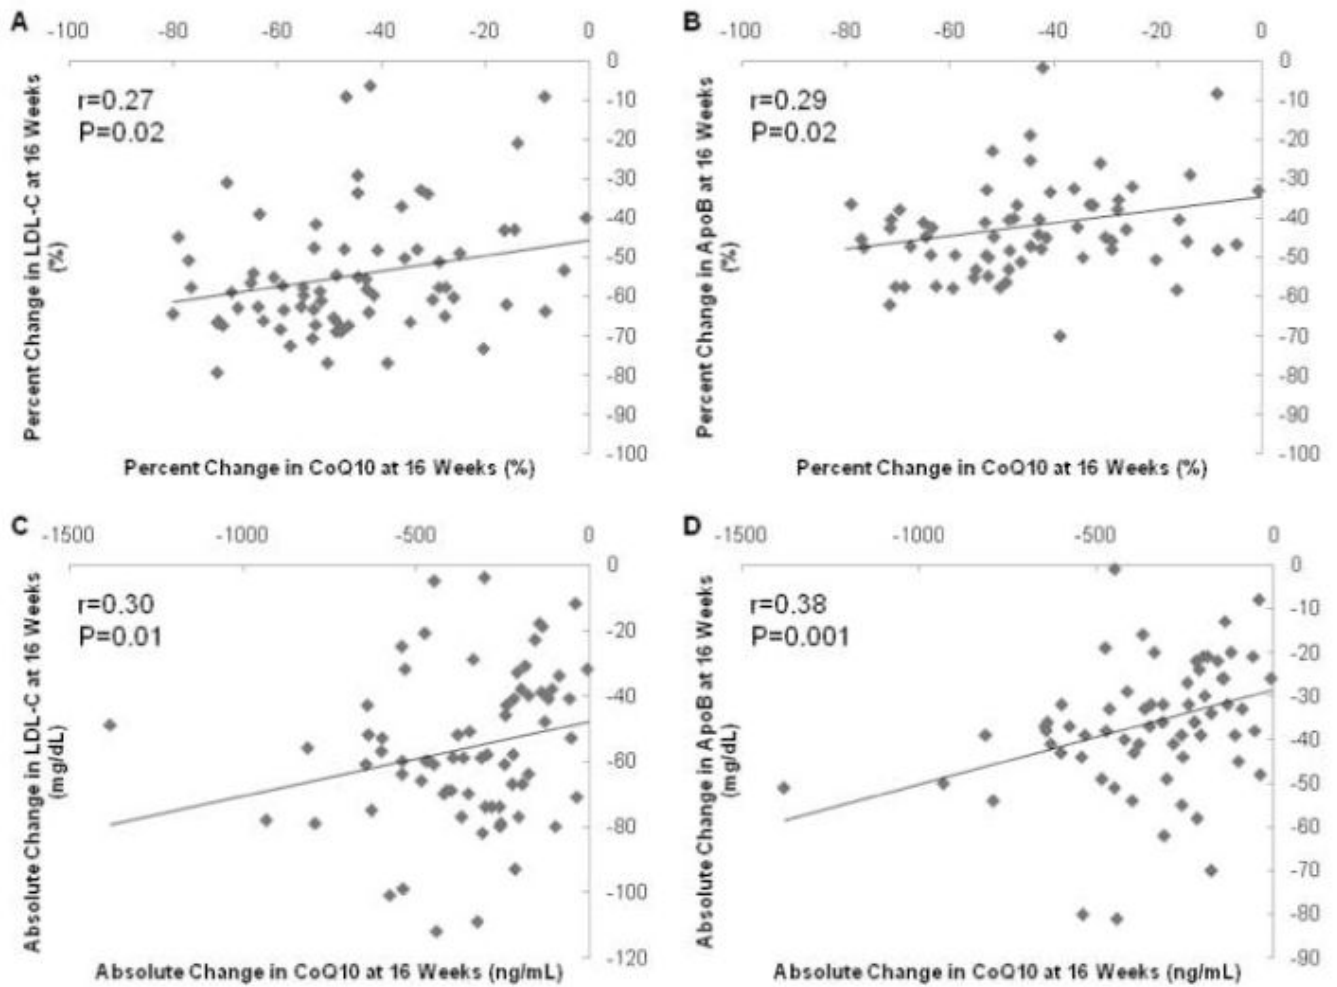 A
-100 -80 -60 -40 -20 0
r=0.27
P=0.02
0
-10
-20
-30
-40
-50
-60
-70
-80
-90
-100
Percent Change in LDL-C at 16 Weeks
(%)
Percent Change in CoQ10 at 16 Weeks (%)
B
-100 -80 -60 -40 -20 0
r=0.29
P=0.02
0
-10
-20
-30
-40
-50
-60
-70
-80
-90
-100
Percent Change in ApoB at 16 Weeks
(%)
Percent Change in CoQ10 at 16 Weeks (%)
C
-1500 -1000 -500 0
r=0.30
P=0.01
0
-20
-40
-60
-80
-100
-120
Absolute Change in LDL-C at 16 Weeks
(mg/dL)
Absolute Change in CoQ10 at 16 Weeks (ng/mL)
D
-1500 -1000 -500 0
r=0.38
P=0.001
0
-10
-20
-30
-40
-50
-60
-70
-80
-90
Absolute Change in ApoB at 16 Weeks
(mg/dL)
Absolute Change in CoQ10 at 16 Weeks (ng/mL)